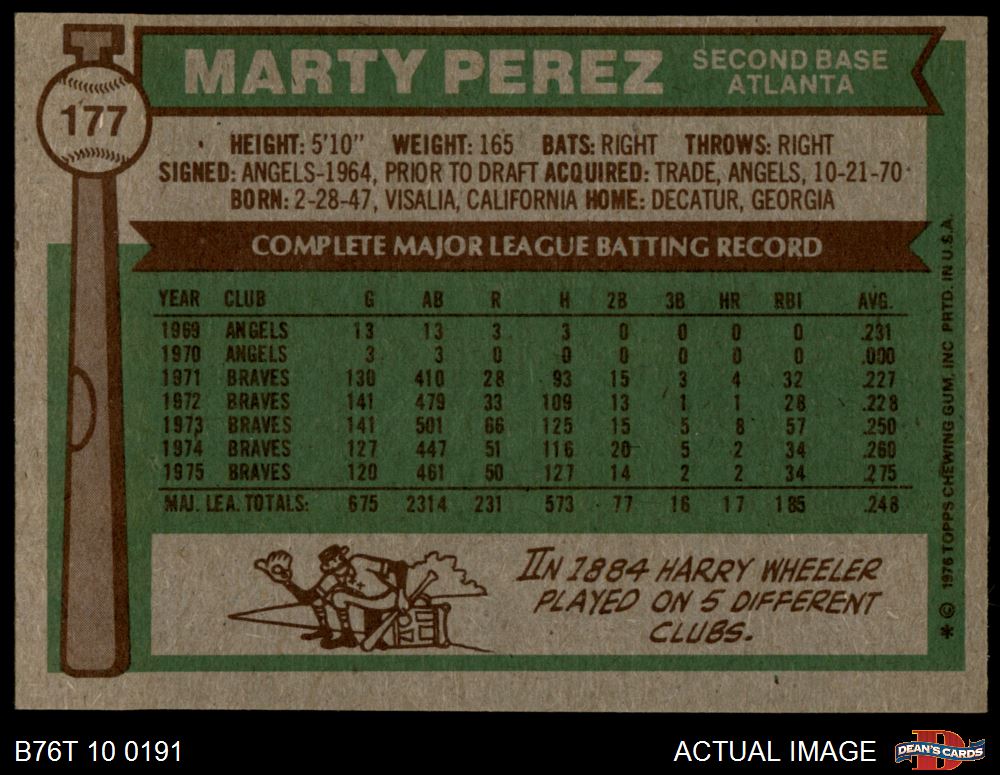 MARTY PEREZ
SECOND BASE
ATLANTA
177
HEIGHT: 5'10" WEIGHT: 165 BATS: RIGHT THROWS: RIGHT
SIGNED: ANGELS-1964, PRIOR TO DRAFT ACQUIRED: TRADE, ANGELS, 10-21-70
BORN: 2-28-47, VISALIA, CALIFORNIA HOME: DECATUR, GEORGIA
COMPLETE MAJOR LEAGUE BATTING RECORD
YEAR CLUB G AB R H 2B 3B HR RBI AVG.
1969 ANGELS 13 13 3 3 0 0 0 0 .231
1970 ANGELS 3 3 0 0 0 0 0 0 .000
1971 BRAVES 130 410 28 93 15 3 4 32 .227
1972 BRAVES 141 479 33 109 13 1 1 28 .228
1973 BRAVES 141 501 66 125 15 5 8 57 .250
1974 BRAVES 127 447 51 116 20 5 2 34 .260
1975 BRAVES 120 461 50 127 14 2 2 34 .275
MAJ. LEA. TOTALS: 675 2314 231 573 77 16 17 185 .248
IN 1884 HARRY WHEELER
PLAYED ON 5 DIFFERENT
CLUBS.
* © 1976 TOPPS CHEWING GUM, INC PRTD. IN U.S.A.
B76T 10 0191
ACTUAL IMAGE
D
DEAN'S CARDS